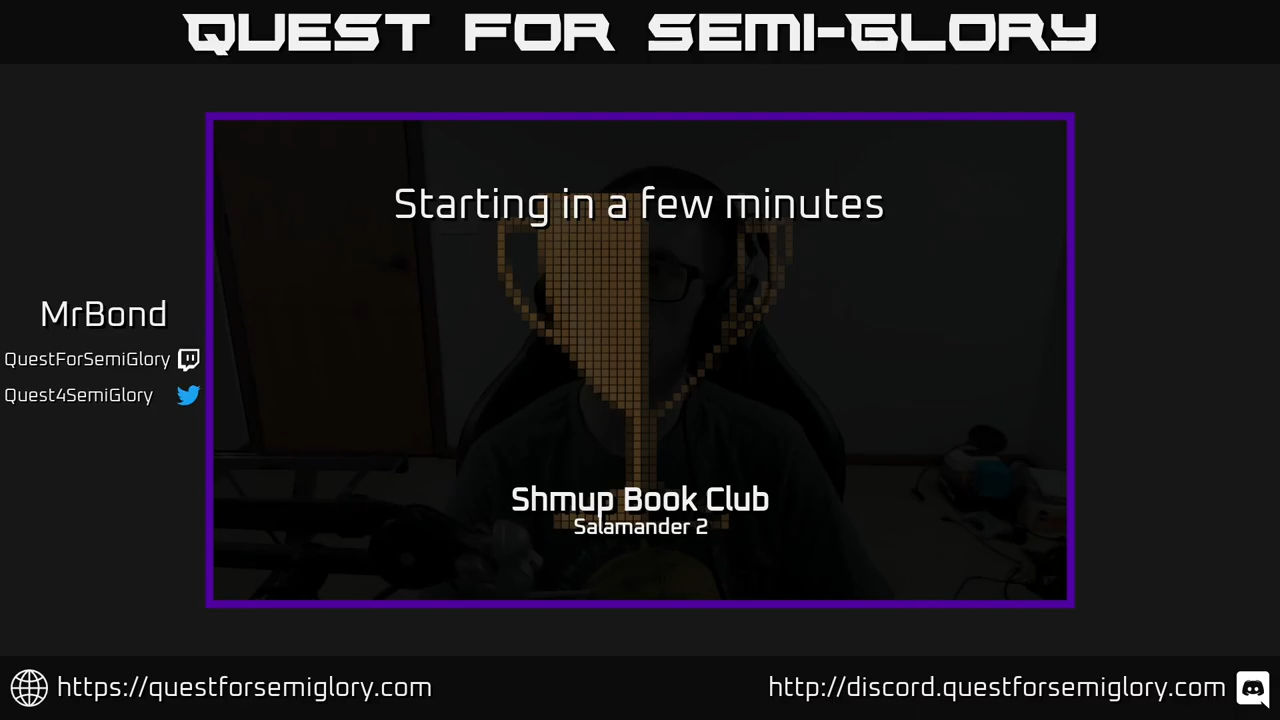 QUEST FOR SEMI-GLORY
Starting in a few minutes
MrBond
QuestForSemiGlory
Quest4SemiGlory
Shmup Book Club
Salamander 2
https://questforsemiglory.com
http://discord.questforsemiglory.com